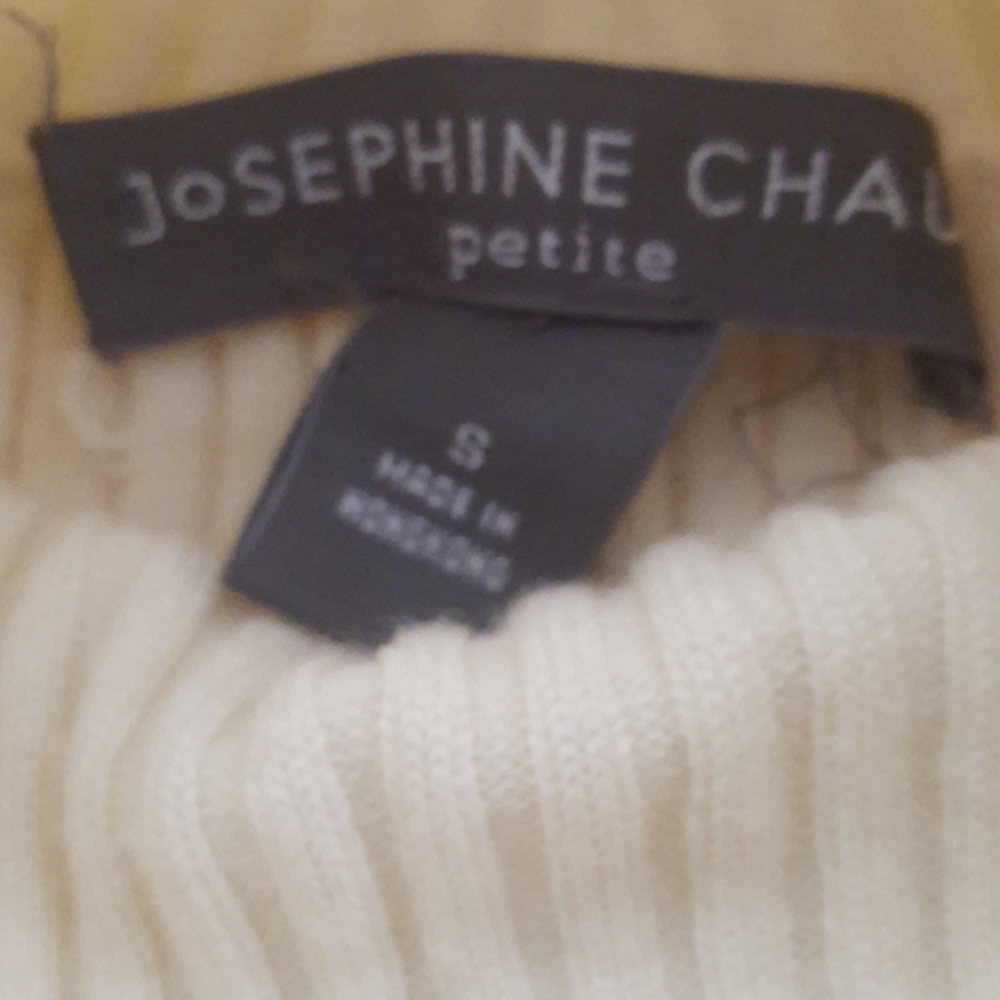 JoSEPHINE CHAU
petite
S
MADE IN
HONGKONG